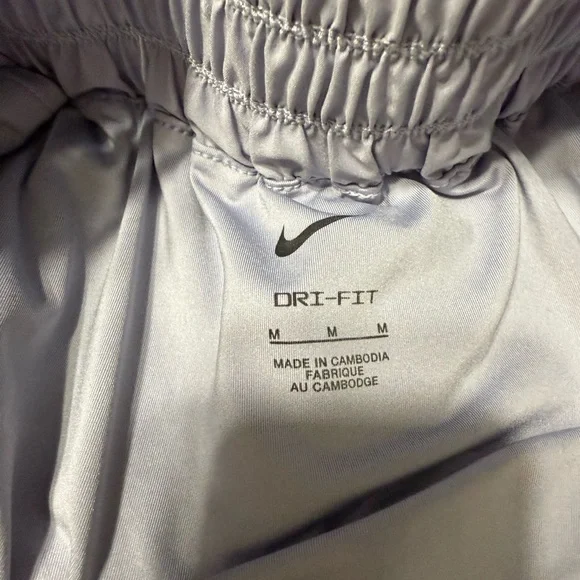 DRI-FIT
M M M
MADE IN CAMBODIA
FABRIQUE
AU CAMBODGE